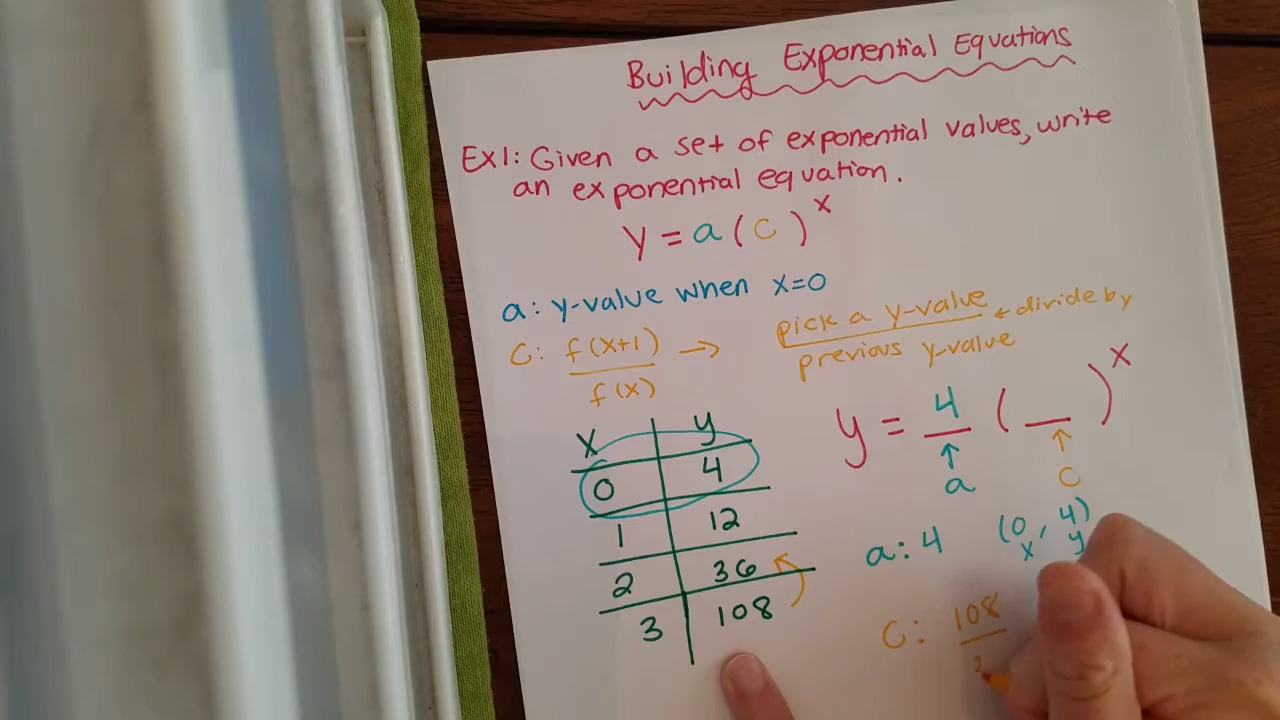 Building Exponential Equations
Ex1: Given a set of exponential values, write
an exponential equation.
y = a ( c )^x
a: y-value when x=0
C: f(x+1) / f(x) → pick a y-value ← divide by
previous y-value
y = 4 ( __ )^x
↑ a ↑ C
x y
0 4
1 12
2 36
3 108
a: 4 (0, 4)
x y
C: 108